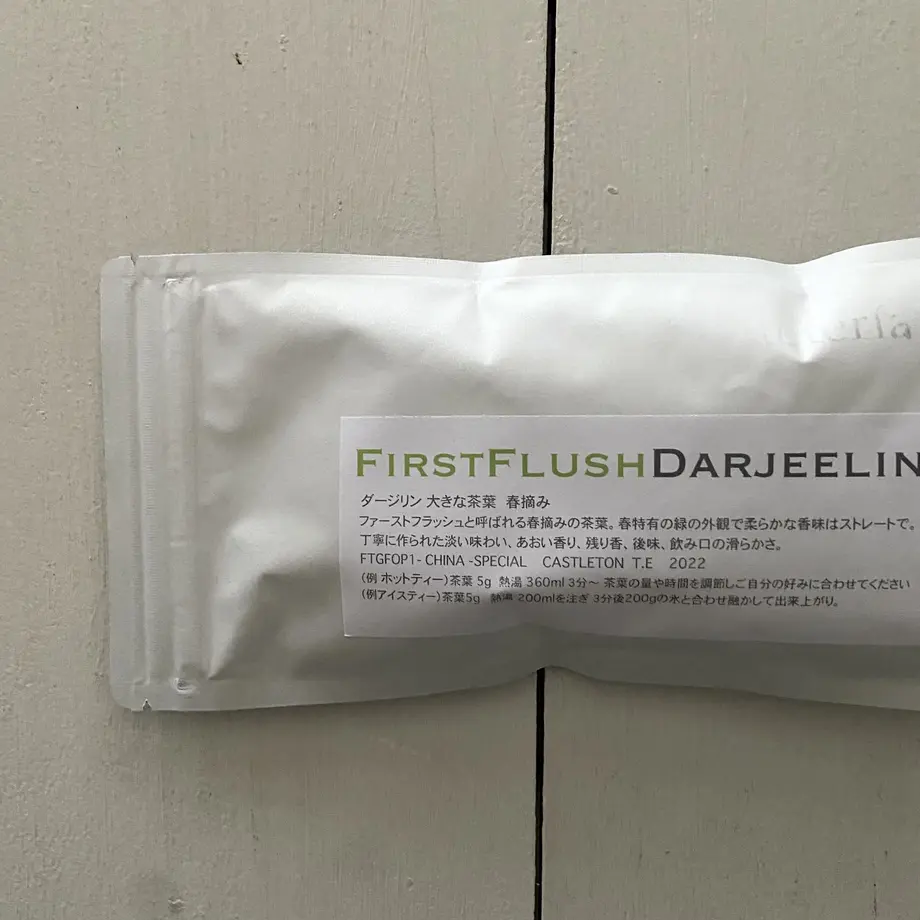 FIRSTFLUSHDARJEELIN
ダージリン 大きな茶葉 春摘み
ファーストフラッシュと呼ばれる春摘みの茶葉。春特有の緑の外観で柔らかな香味はストレートで。
丁寧に作られた淡い味わい、あおい香り、残り香、後味、飲み口の滑らかさ。
FTGFOP1- CHINA -SPECIAL CASTLETON T.E 2022
（例 ホットティー）茶葉 5g 熱湯 360ml 3分～ 茶葉の量や時間を調節しご自分の好みに合わせてください
（例アイスティー）茶葉5g 熱湯 200mlを注ぎ 3分後200gの氷と合わせ融かして出来上がり。